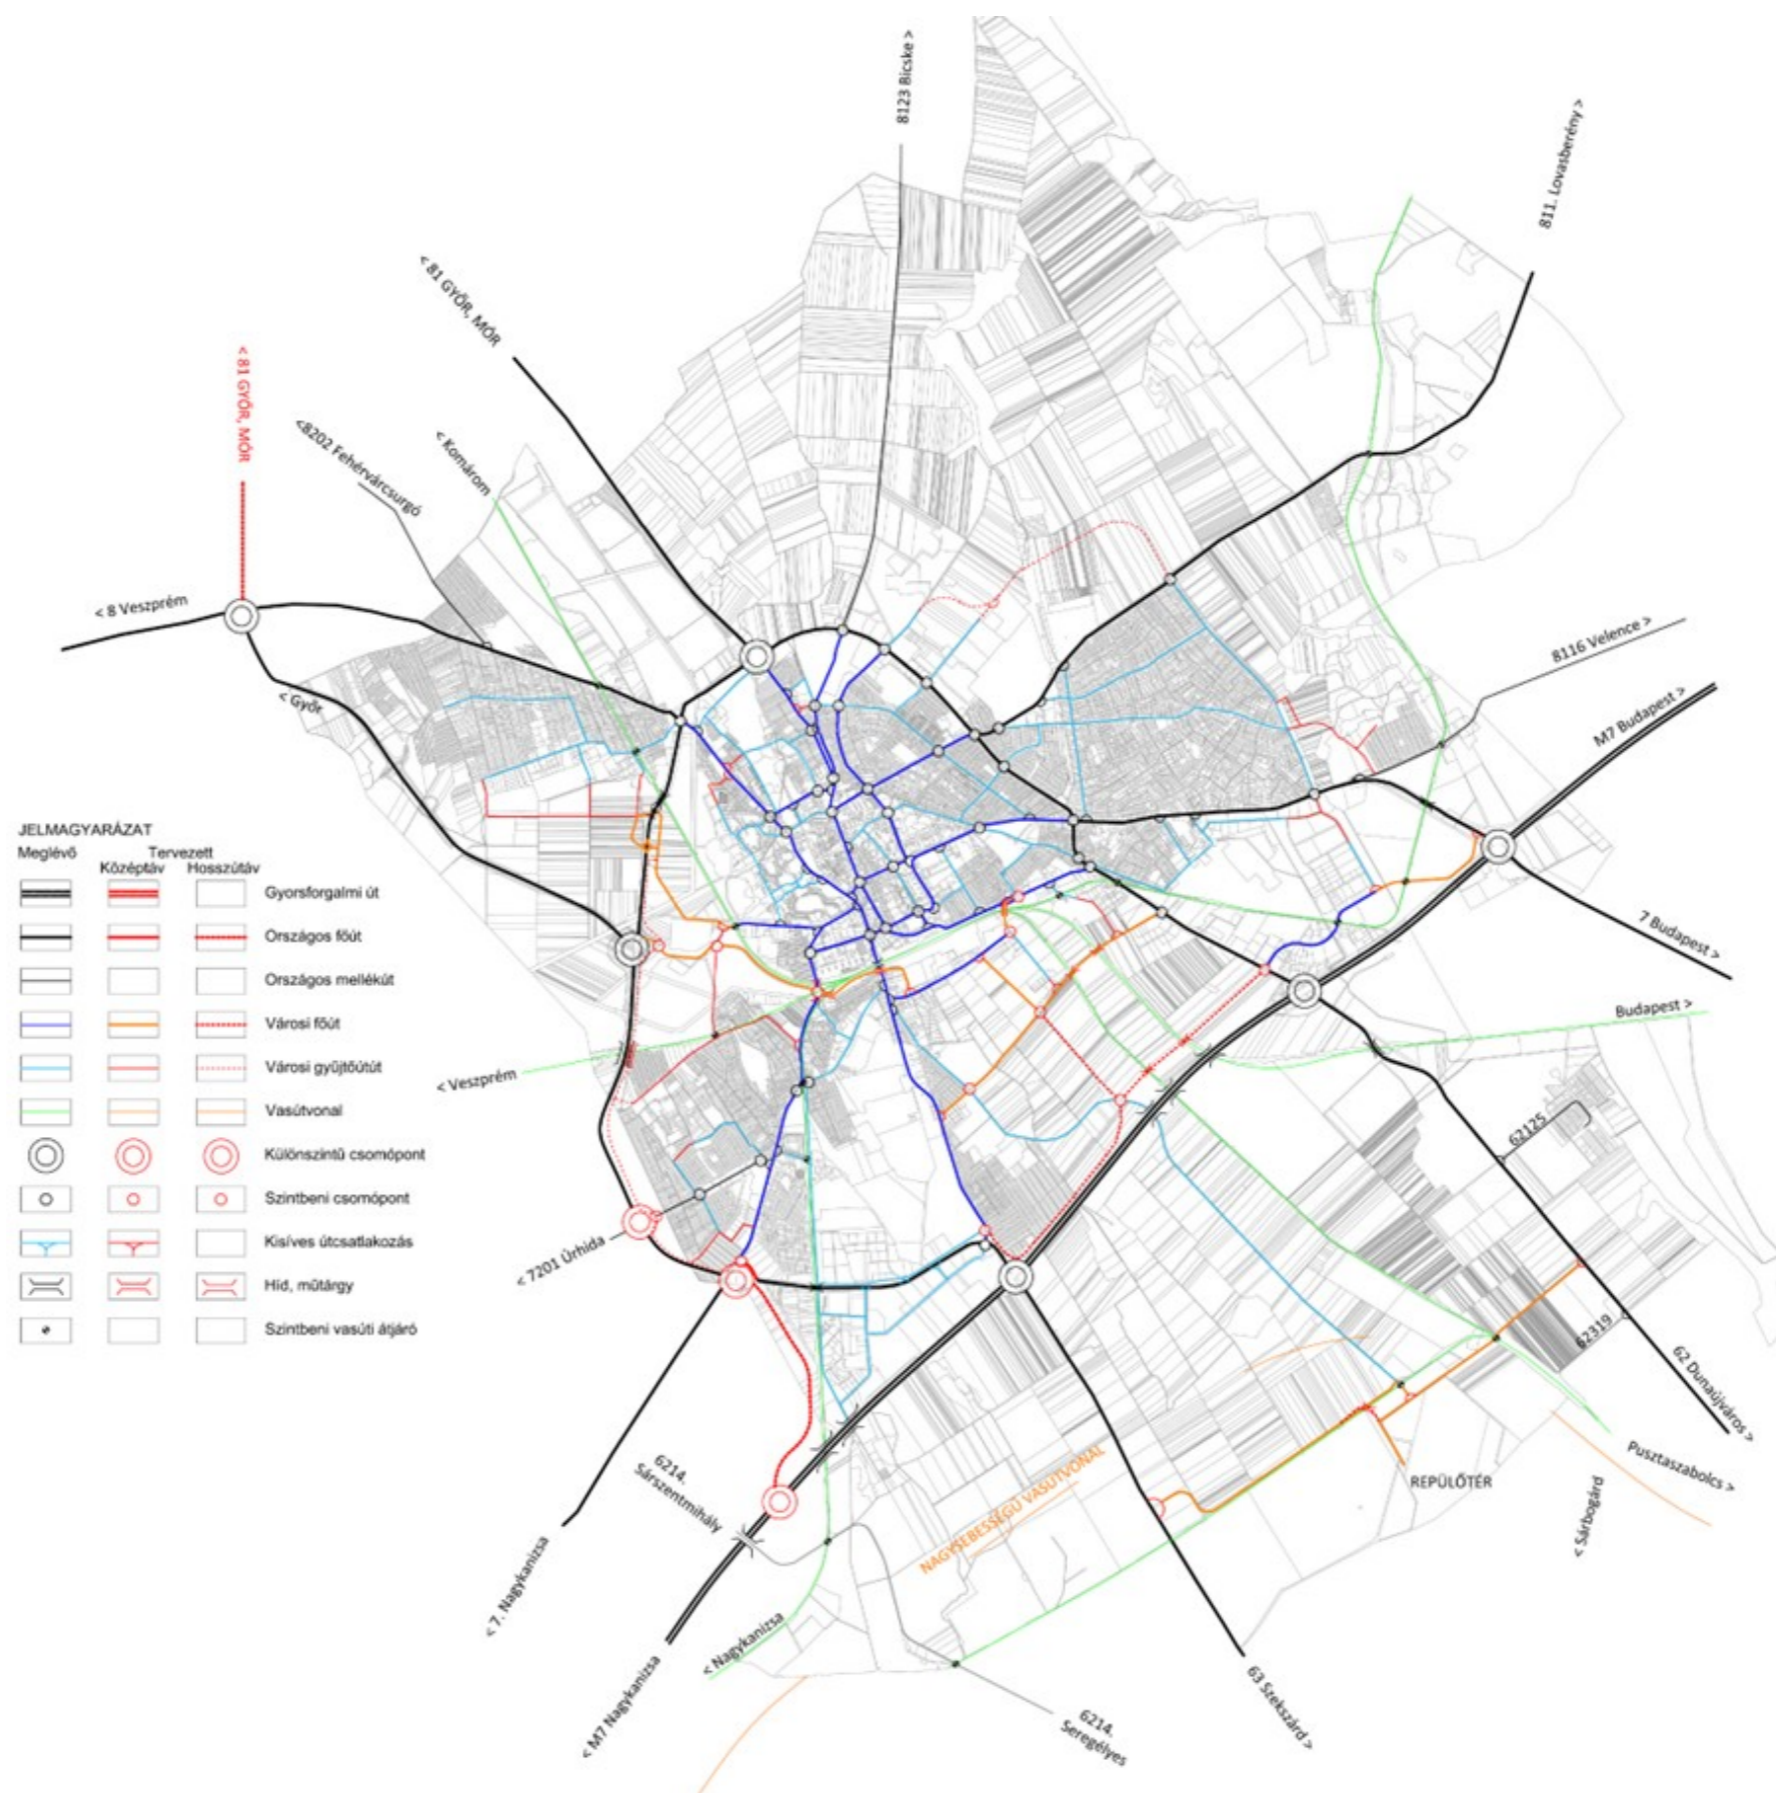 8123 Bicske >
811. Lovasberény >
< 81 GYŐR, MÓR
< 81 GYŐR, MÓR
<8202 Fehérvárcsurgó
< Komárom
< 8 Veszprém
8116 Velence >
< Győr
M7 Budapest >
JELMAGYARÁZAT
Meglévő
Tervezett
Középtáv
Hosszútáv
Gyorsforgalmi út
Országos főút
Országos mellékút
Városi főút
Városi gyűjtőútút
Vasútvonal
Különszintű csomópont
Szintbeni csomópont
Kisíves útcsatlakozás
Híd, műtárgy
Szintbeni vasúti átjáró
7 Budapest >
Budapest >
< Veszprém
62125
< 7201 Úrhida
62319
62 Dunaújváros >
6214.
Sárszentmihály
NAGYSEBESSÉGŰ VASÚTVONAL
REPÜLŐTÉR
Pusztaszabolcs >
< Sárbogárd
< 7. Nagykanizsa
< Nagykanizsa
< M7 Nagykanizsa
63 Szekszárd >
6214.
Seregélyes